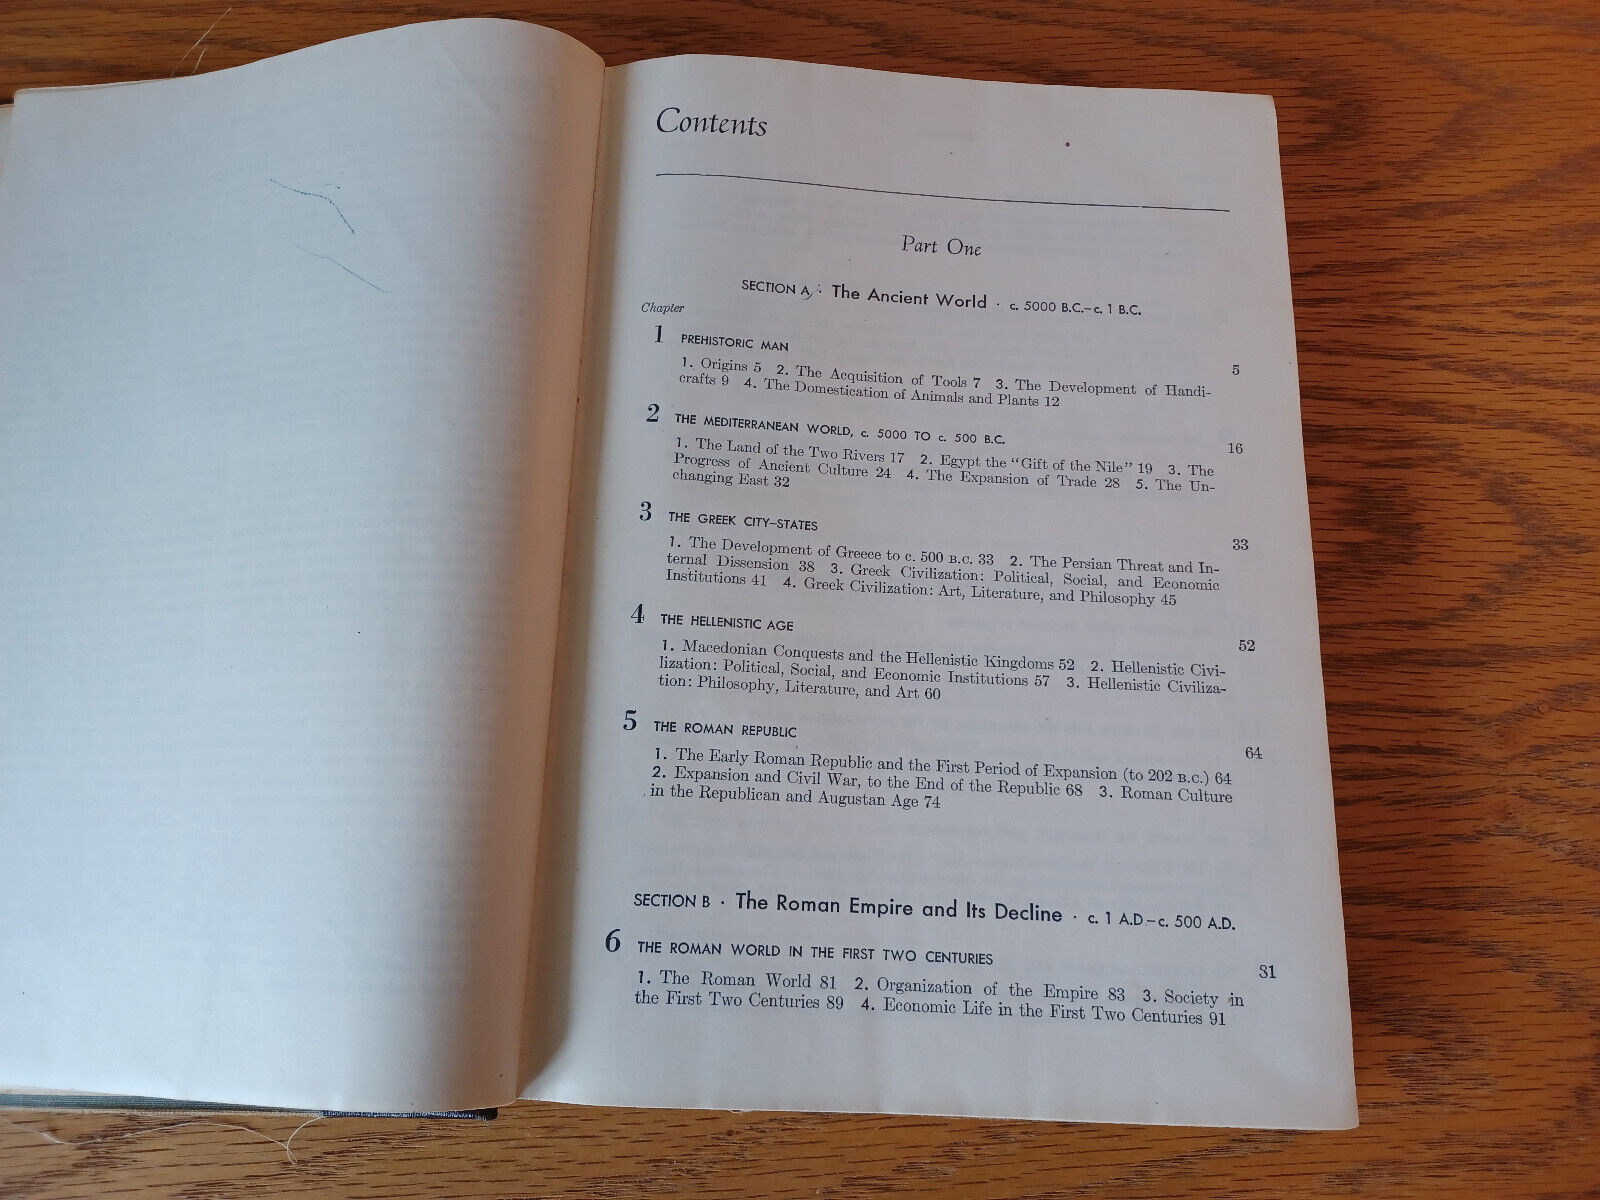 Contents
Part One
SECTION A · The Ancient World · c. 5000 B.C.–c. 1 B.C.
Chapter
1 PREHISTORIC MAN 5
1. Origins 5 2. The Acquisition of Tools 7 3. The Development of Handi-
crafts 9 4. The Domestication of Animals and Plants 12
2 THE MEDITERRANEAN WORLD, c. 5000 TO c. 500 B.C. 16
1. The Land of the Two Rivers 17 2. Egypt the "Gift of the Nile" 19 3. The
Progress of Ancient Culture 24 4. The Expansion of Trade 28 5. The Un-
changing East 32
3 THE GREEK CITY–STATES 33
1. The Development of Greece to c. 500 B.C. 33 2. The Persian Threat and In-
ternal Dissension 38 3. Greek Civilization: Political, Social, and Economic
Institutions 41 4. Greek Civilization: Art, Literature, and Philosophy 45
4 THE HELLENISTIC AGE 52
1. Macedonian Conquests and the Hellenistic Kingdoms 52 2. Hellenistic Civi-
lization: Political, Social, and Economic Institutions 57 3. Hellenistic Civiliza-
tion: Philosophy, Literature, and Art 60
5 THE ROMAN REPUBLIC 64
1. The Early Roman Republic and the First Period of Expansion (to 202 B.C.) 64
2. Expansion and Civil War, to the End of the Republic 68 3. Roman Culture
in the Republican and Augustan Age 74
SECTION B · The Roman Empire and Its Decline · c. 1 A.D–c. 500 A.D.
6 THE ROMAN WORLD IN THE FIRST TWO CENTURIES 31
1. The Roman World 81 2. Organization of the Empire 83 3. Society in
the First Two Centuries 89 4. Economic Life in the First Two Centuries 91